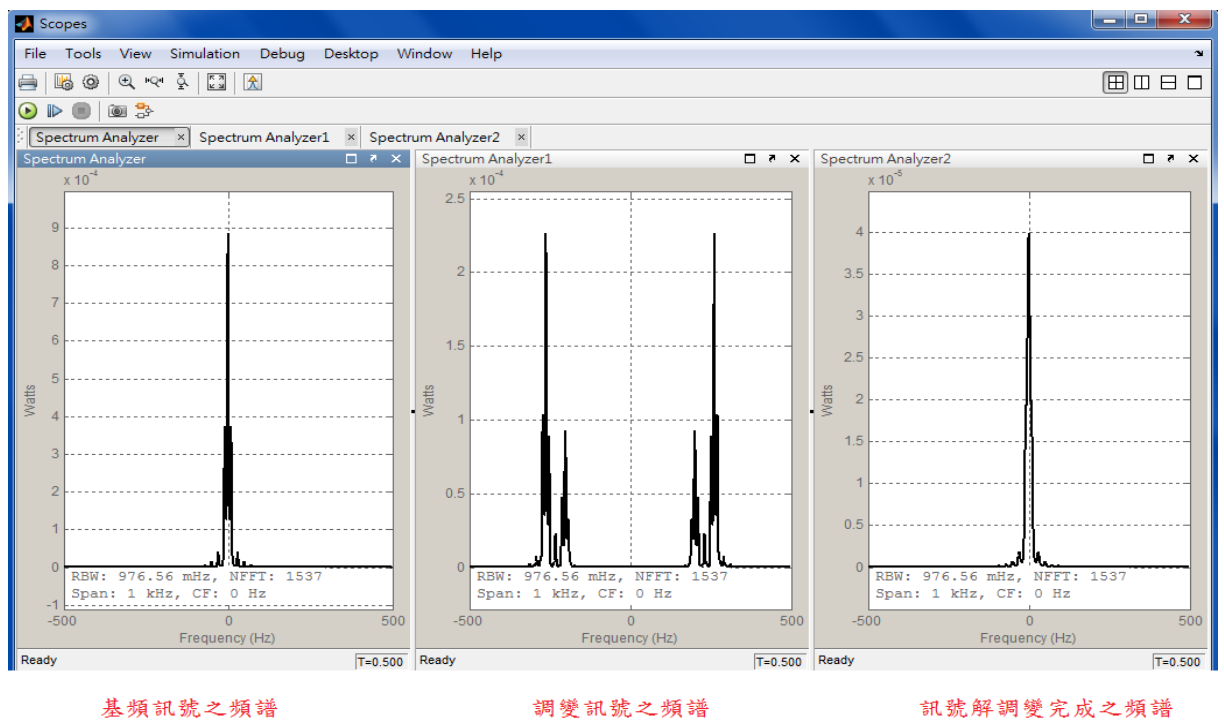 Scopes
File Tools View Simulation Debug Desktop Window Help
Spectrum Analyzer × Spectrum Analyzer1 × Spectrum Analyzer2 ×
Spectrum Analyzer
x 10^-4
9
8
7
6
5
4
3
2
1
0
-1
Watts
RBW: 976.56 mHz, NFFT: 1537
Span: 1 kHz, CF: 0 Hz
-500 0 500
Frequency (Hz)
Ready T=0.500
Spectrum Analyzer1
x 10^-4
2.5
2
1.5
1
0.5
0
Watts
RBW: 976.56 mHz, NFFT: 1537
Span: 1 kHz, CF: 0 Hz
-500 0 500
Frequency (Hz)
Ready T=0.500
Spectrum Analyzer2
x 10^-5
4
3.5
3
2.5
2
1.5
1
0.5
0
Watts
RBW: 976.56 mHz, NFFT: 1537
Span: 1 kHz, CF: 0 Hz
-500 0 500
Frequency (Hz)
Ready T=0.500
基頻訊號之頻譜
調變訊號之頻譜
訊號解調變完成之頻譜